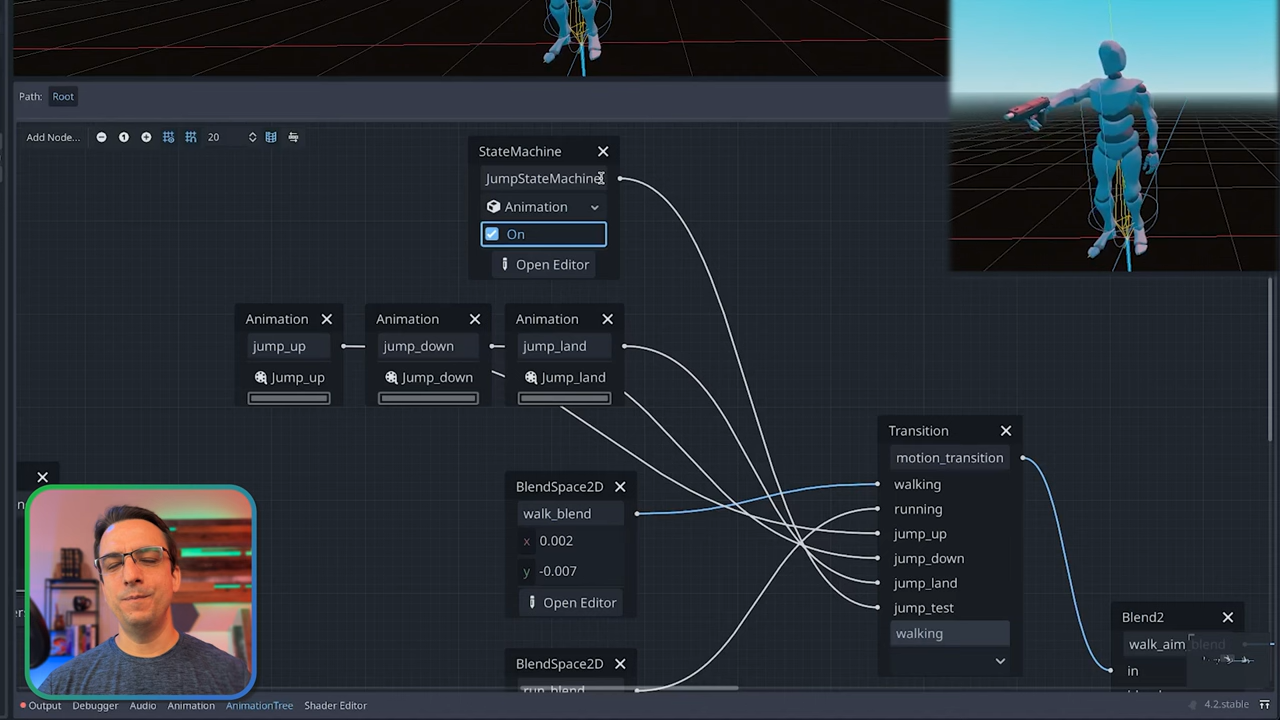 Path: Root
Add Node... 20
StateMachine
JumpStateMachine
Animation
On
Open Editor
Animation
jump_up
Jump_up
Animation
jump_down
Jump_down
Animation
jump_land
Jump_land
BlendSpace2D
walk_blend
x 0.002
y -0.007
Open Editor
BlendSpace2D
run_blend
Transition
motion_transition
walking
running
jump_up
jump_down
jump_land
jump_test
walking
Blend2
walk_aim_blend
in
Output Debugger Audio Animation AnimationTree Shader Editor 4.2.stable